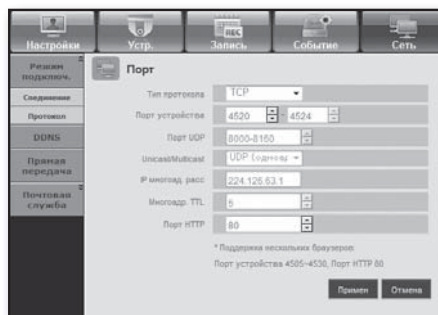 Настройки
Устр.
REC
Запись
Событие
Сеть
Режим подключ.
Соединение
Протокол
DDNS
Прямая передача
Почтовая служба
Порт
Тип протокола TCP
Порт устройства 4520 - 4524
Порт UDP 8000-8160
Unicast/Multicast UDP (одноад
IP многоад. расс 224.126.63.1
Многоадр. TTL 5
Порт HTTP 80
* Поддержка нескольких браузеров:
Порт устройства 4505~4530, Порт HTTP 80
Примен Отмена